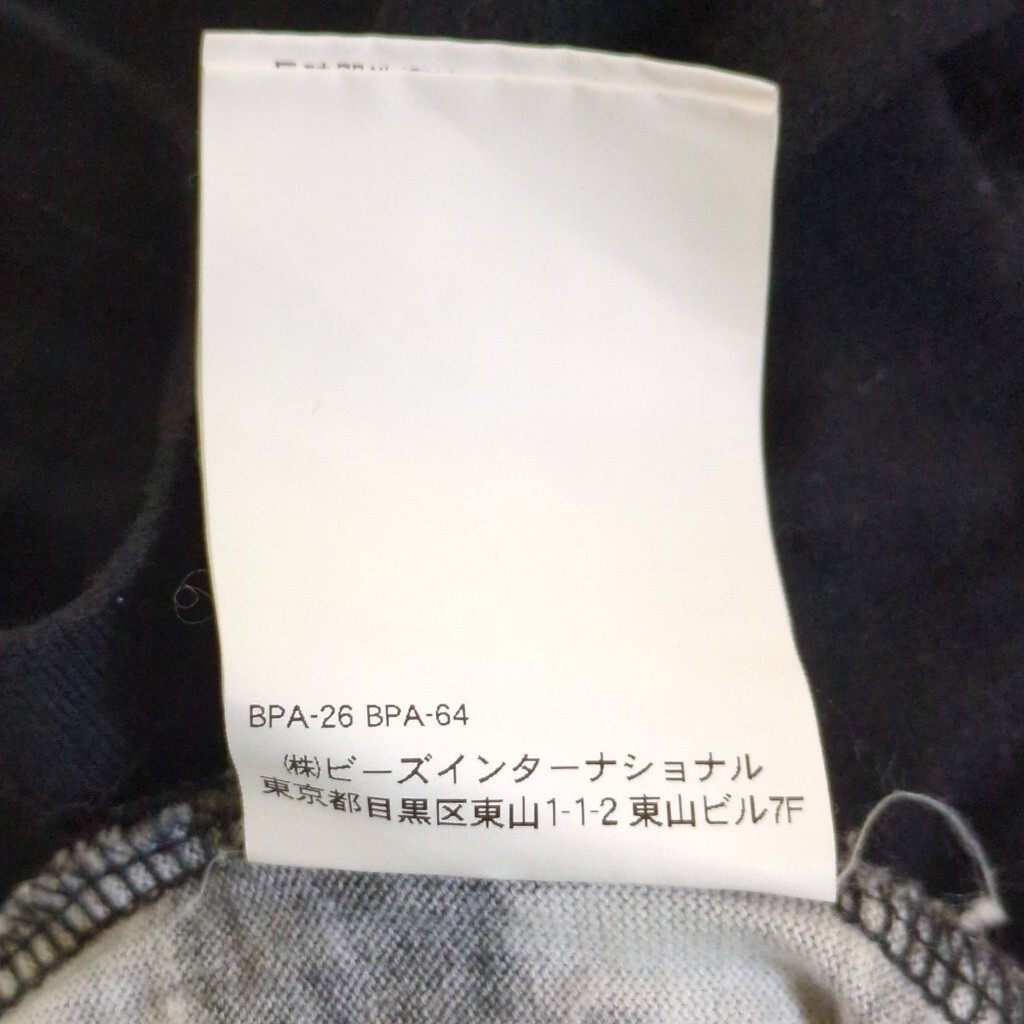 BPA-26 BPA-64
㈱ビーズインターナショナル
東京都目黒区東山1-1-2 東山ビル7F